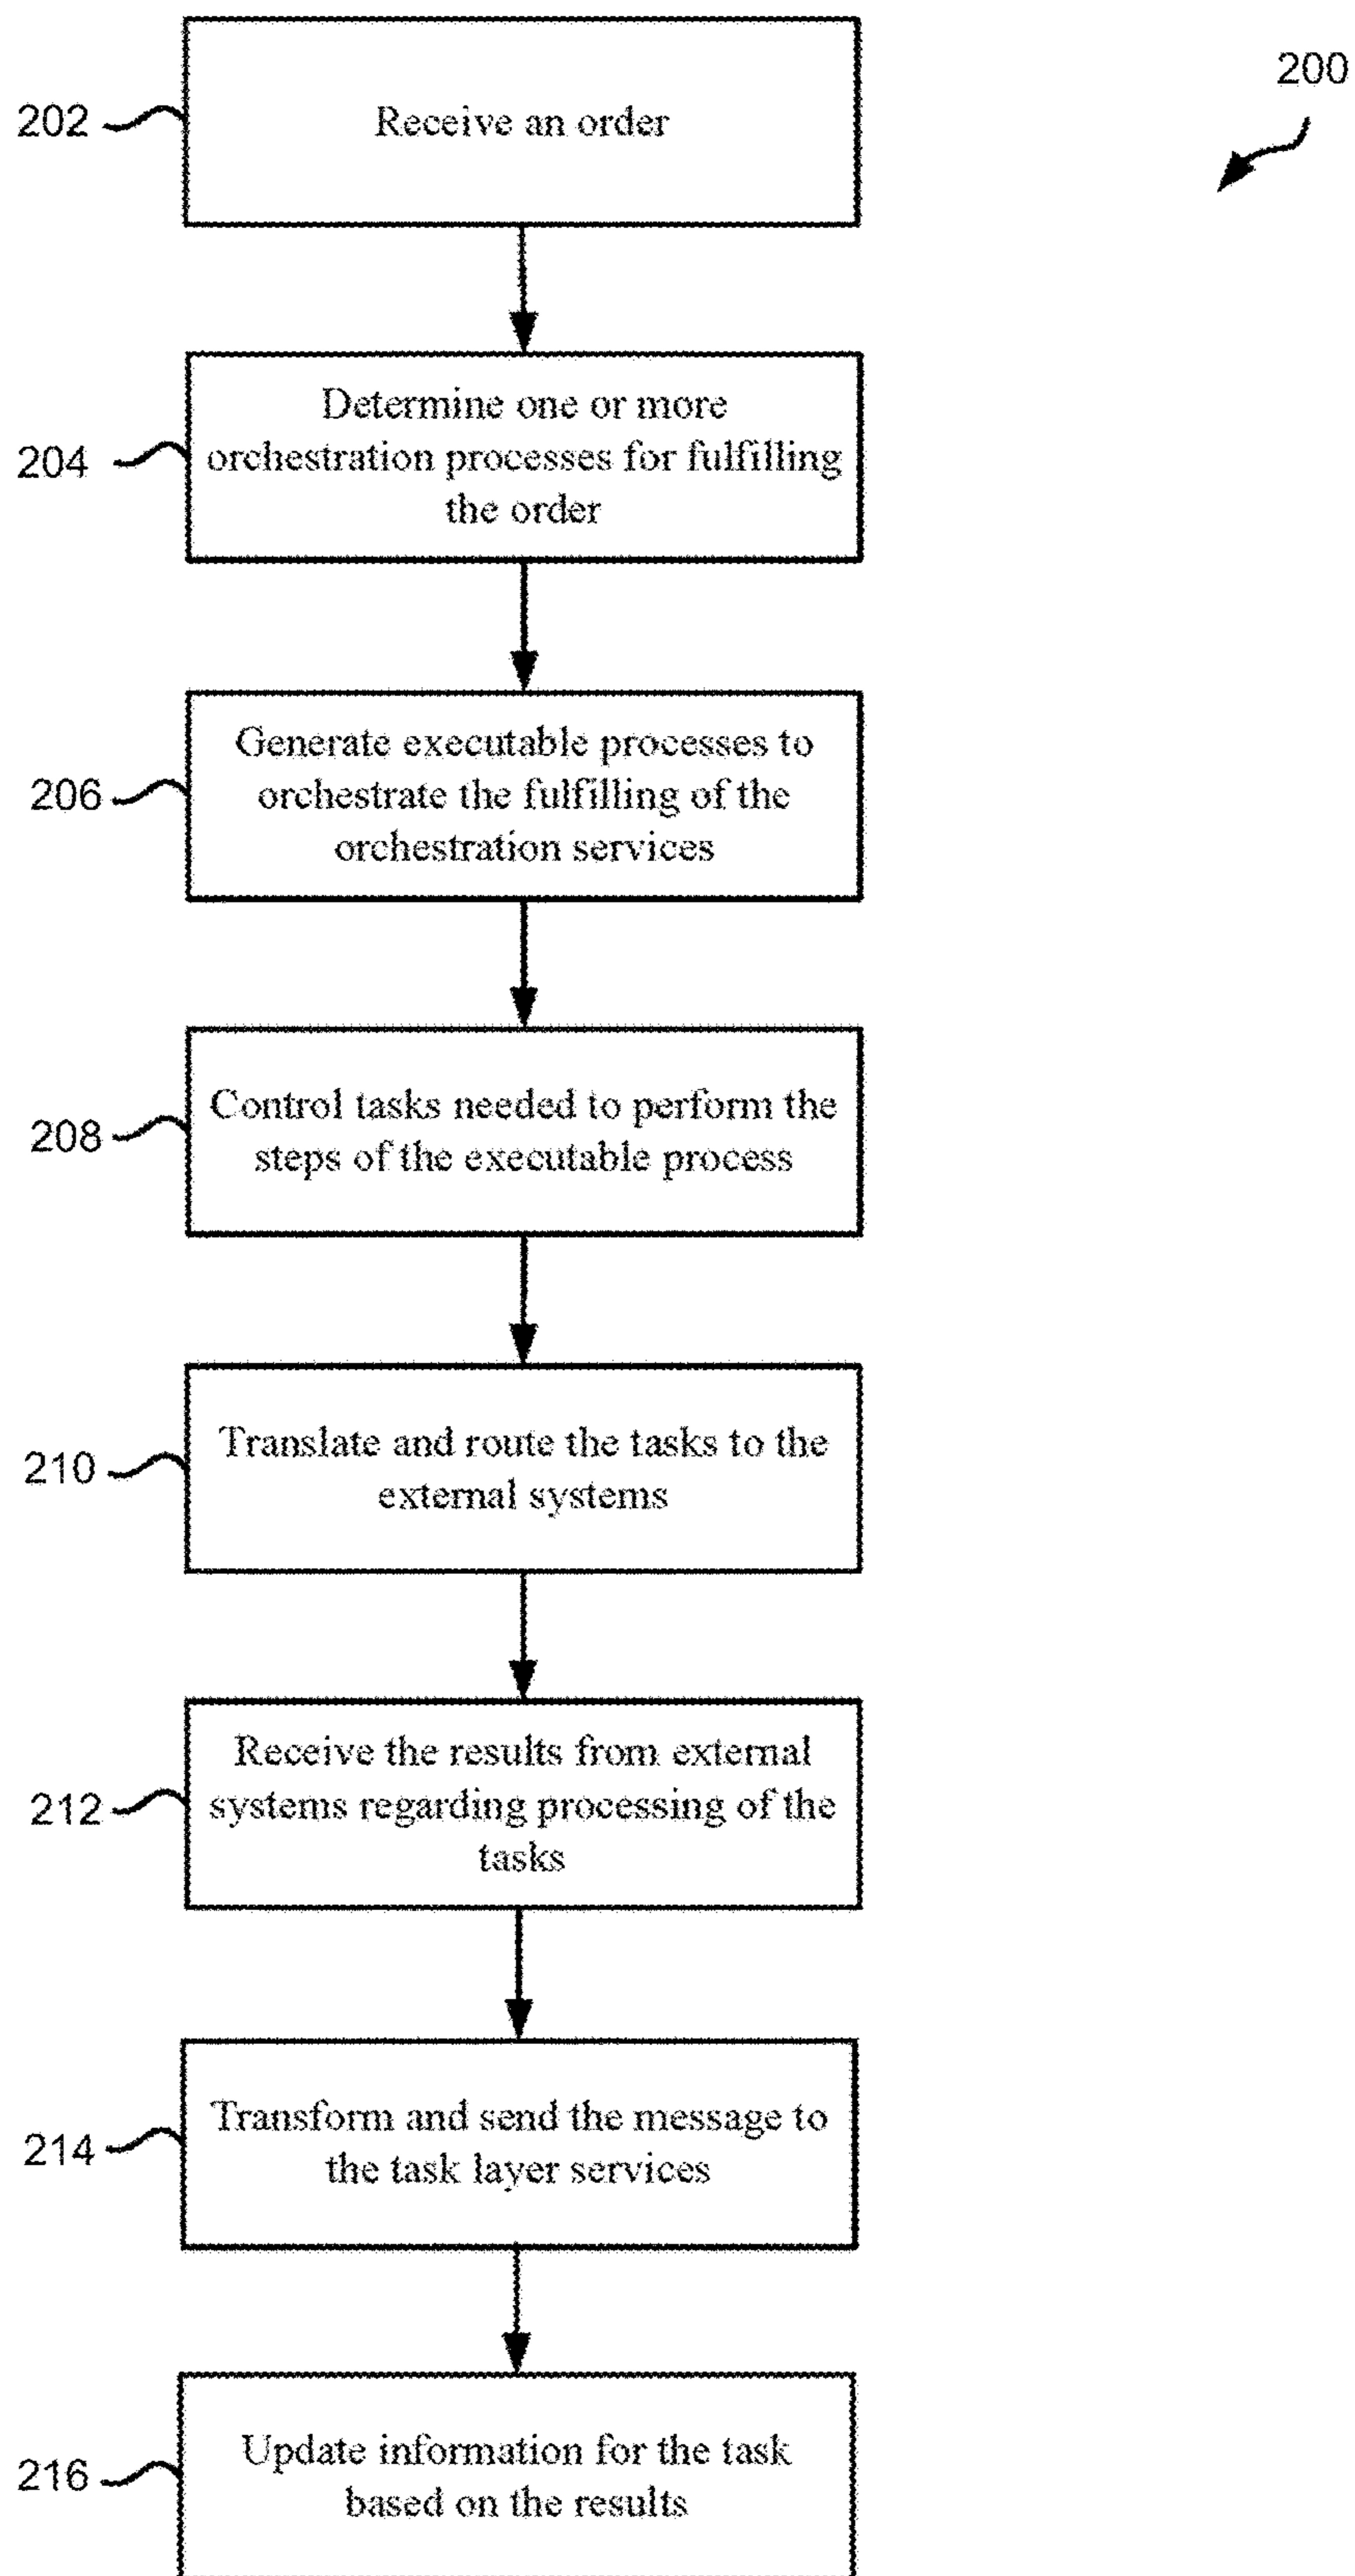 200
202
Receive an order
204
Determine one or more
orchestration processes for fulfilling
the order
206
Generate executable processes to
orchestrate the fulfilling of the
orchestration services
208
Control tasks needed to perform the
steps of the executable process
210
Translate and route the tasks to the
external systems
212
Receive the results from external
systems regarding processing of the
tasks
214
Transform and send the message to
the task layer services
216
Update information for the task
based on the results